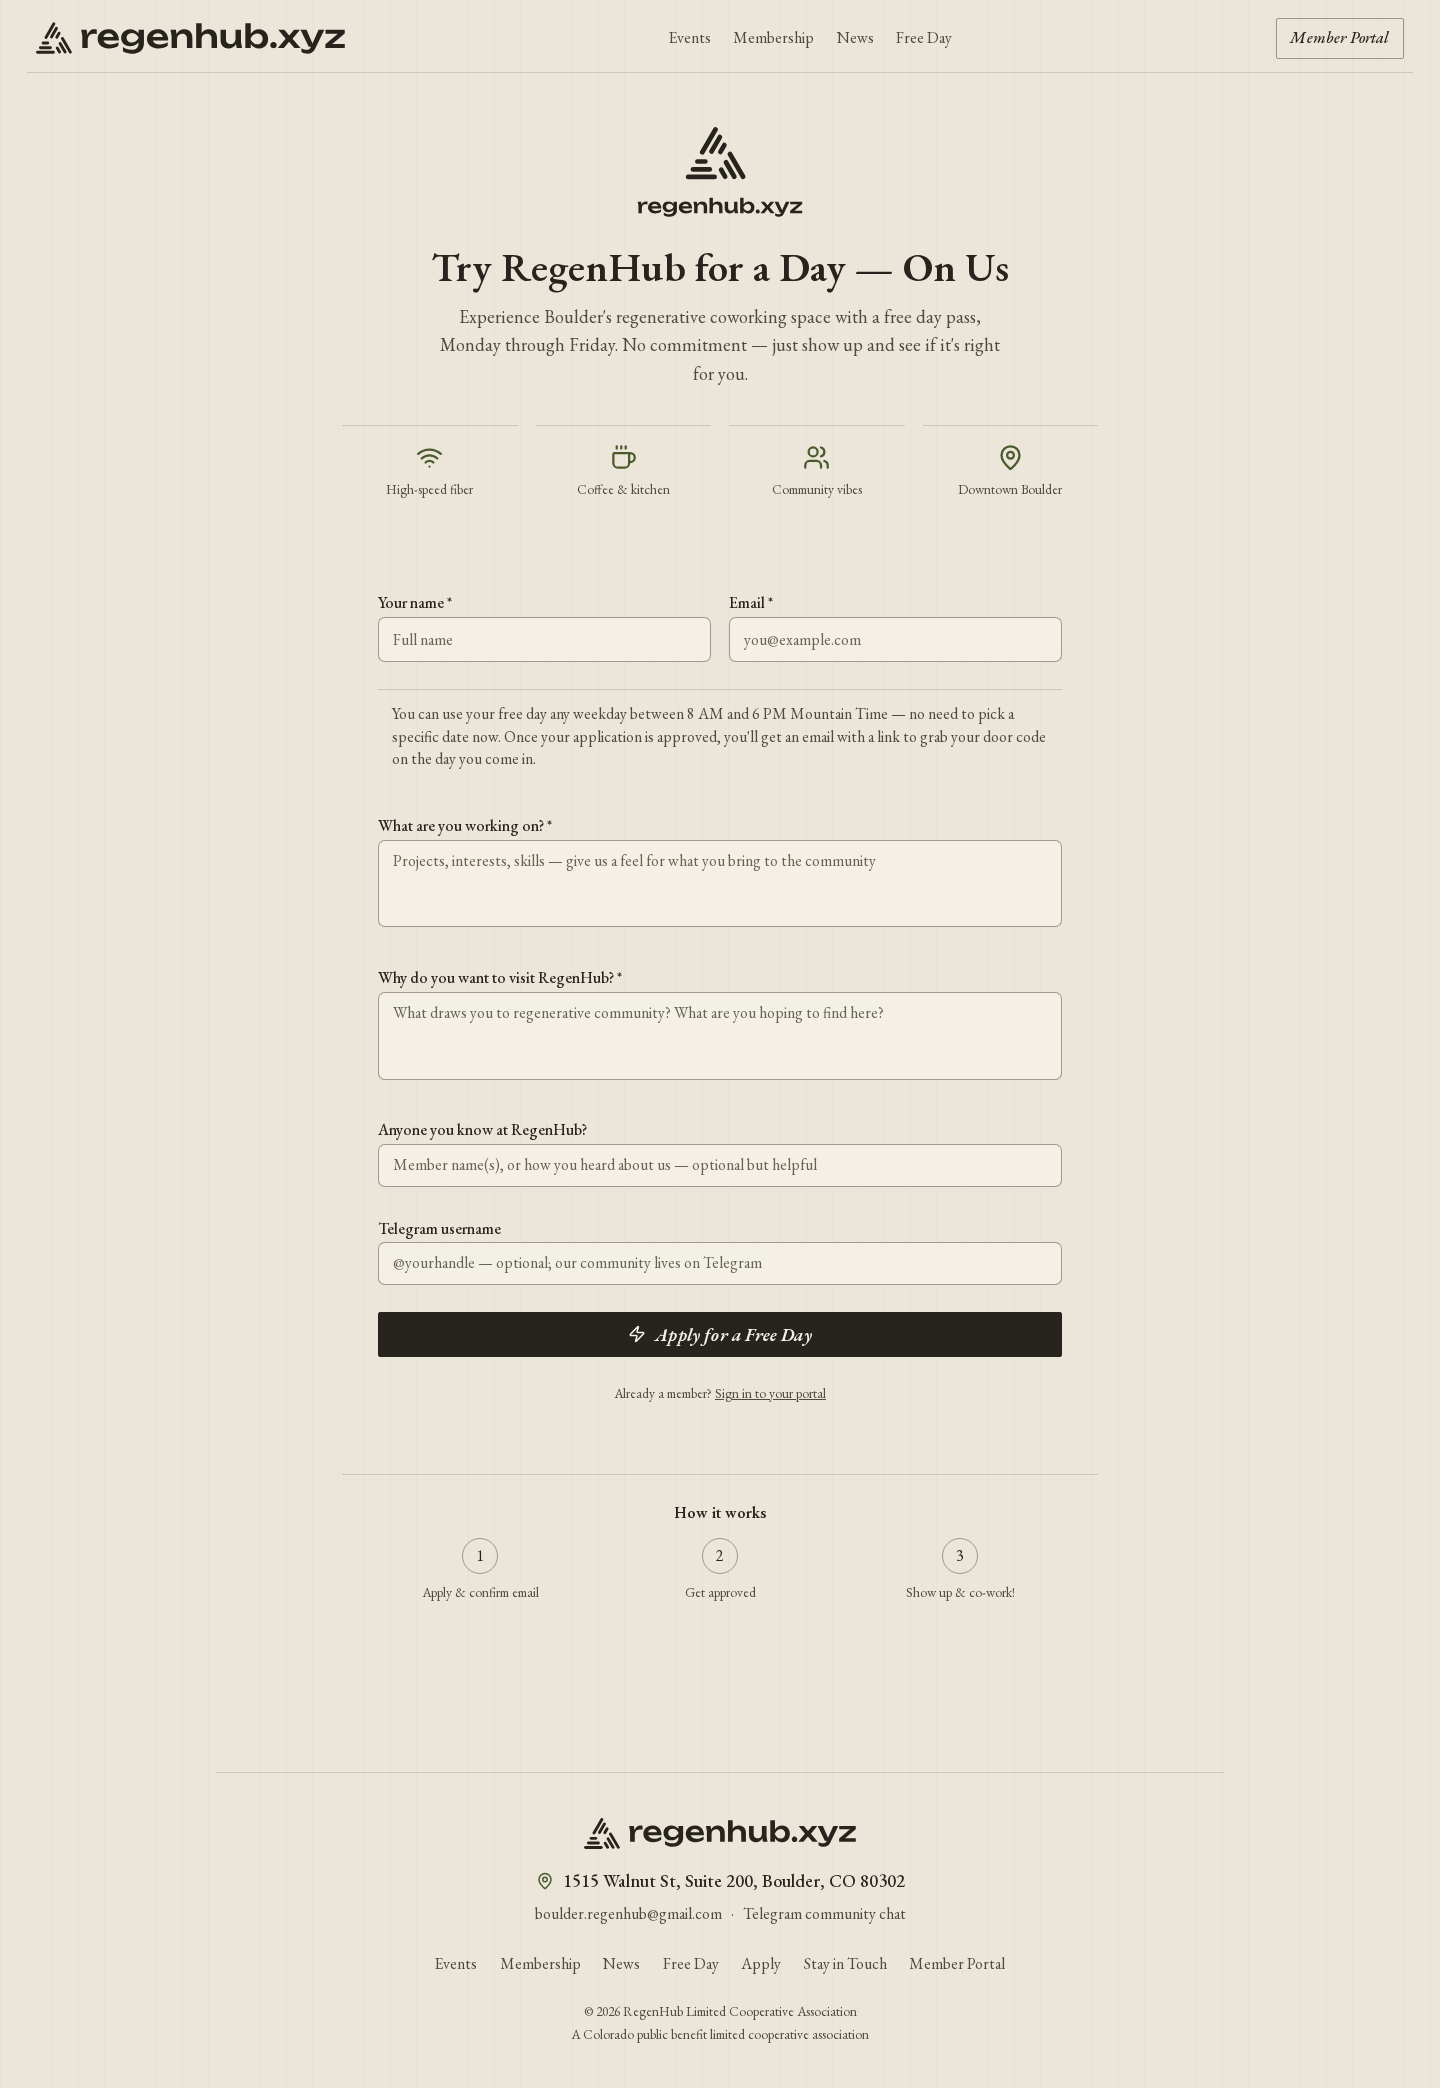 regenhub.xyz
Events Membership News Free Day
Member Portal
regenhub.xyz
Try RegenHub for a Day — On Us
Experience Boulder's regenerative coworking space with a free day pass,
Monday through Friday. No commitment — just show up and see if it's right
for you.
High-speed fiber
Coffee & kitchen
Community vibes
Downtown Boulder
Your name *
Email *
Full name
you@example.com
You can use your free day any weekday between 8 AM and 6 PM Mountain Time — no need to pick a
specific date now. Once your application is approved, you'll get an email with a link to grab your door code
on the day you come in.
What are you working on? *
Projects, interests, skills — give us a feel for what you bring to the community
Why do you want to visit RegenHub? *
What draws you to regenerative community? What are you hoping to find here?
Anyone you know at RegenHub?
Member name(s), or how you heard about us — optional but helpful
Telegram username
@yourhandle — optional; our community lives on Telegram
Apply for a Free Day
Already a member? Sign in to your portal
How it works
1
2
3
Apply & confirm email
Get approved
Show up & co-work!
regenhub.xyz
1515 Walnut St, Suite 200, Boulder, CO 80302
boulder.regenhub@gmail.com · Telegram community chat
Events Membership News Free Day Apply Stay in Touch Member Portal
© 2026 RegenHub Limited Cooperative Association
A Colorado public benefit limited cooperative association